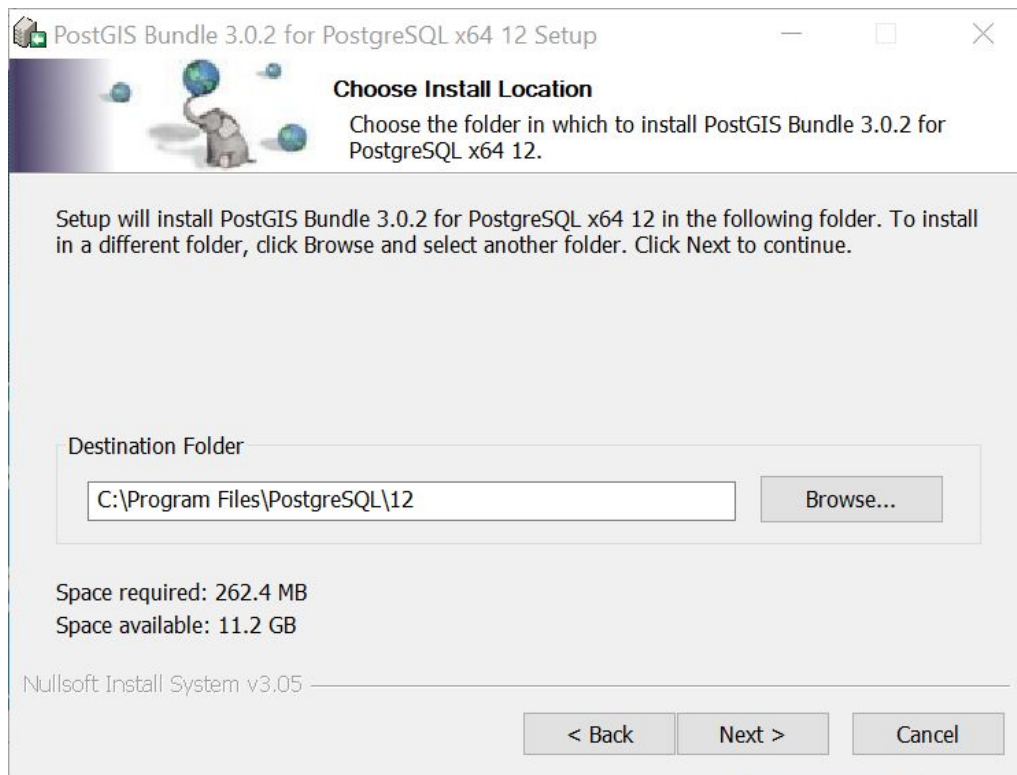 PostGIS Bundle 3.0.2 for PostgreSQL x64 12 Setup
Choose Install Location
Choose the folder in which to install PostGIS Bundle 3.0.2 for
PostgreSQL x64 12.
Setup will install PostGIS Bundle 3.0.2 for PostgreSQL x64 12 in the following folder. To install
in a different folder, click Browse and select another folder. Click Next to continue.
Destination Folder
C:\Program Files\PostgreSQL\12
Browse...
Space required: 262.4 MB
Space available: 11.2 GB
Nullsoft Install System v3.05
< Back
Next >
Cancel